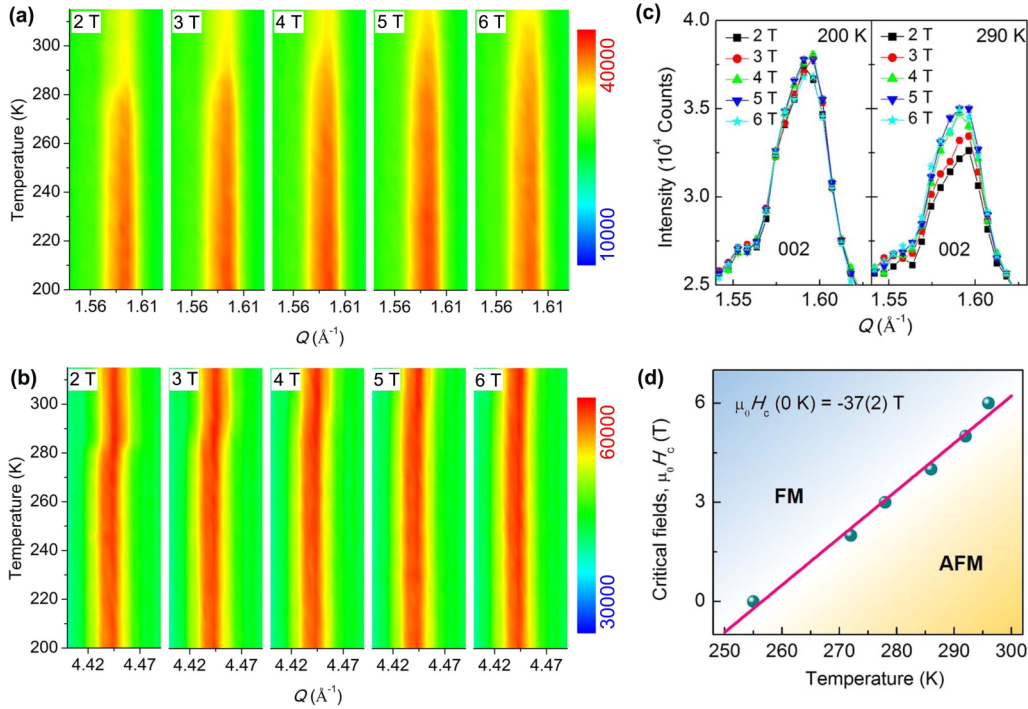 (a)
2 T 3 T 4 T 5 T 6 T
300
280
260
240
220
200
Temperature (K)
1.56 1.61 1.56 1.61 1.56 1.61 1.56 1.61 1.56 1.61
Q (Å⁻¹)
40000
10000
(b)
2 T 3 T 4 T 5 T 6 T
300
280
260
240
220
200
Temperature (K)
4.42 4.47 4.42 4.47 4.42 4.47 4.42 4.47 4.42 4.47
Q (Å⁻¹)
60000
30000
(c)
4.0
3.5
3.0
2.5
Intensity (10⁴ Counts)
2 T
3 T
4 T
5 T
6 T
200 K
002
2 T
3 T
4 T
5 T
6 T
290 K
002
1.55 1.60 1.55 1.60
Q (Å⁻¹)
(d)
6
3
0
Critical fields, μ₀Hc (T)
μ₀Hc (0 K) = -37(2) T
FM
AFM
250 260 270 280 290 300
Temperature (K)